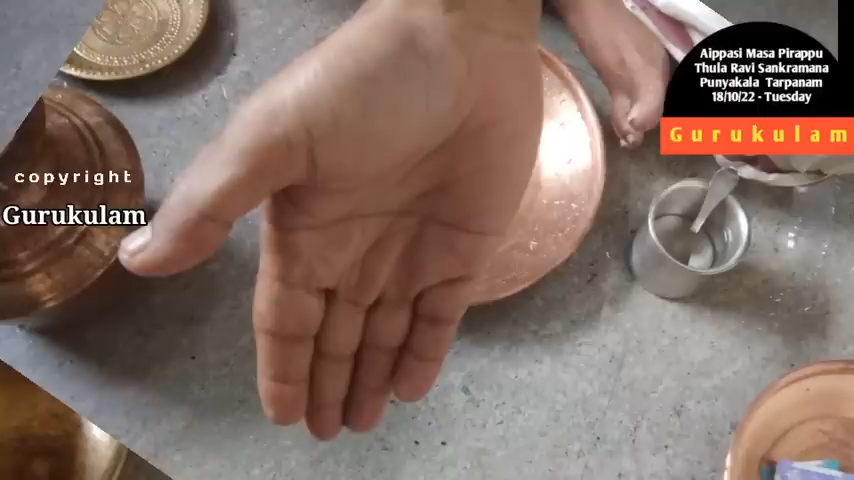 Aippasi Masa Pirappu
Thula Ravi Sankramana
Punyakala Tarpanam
18/10/22 - Tuesday
Gurukulam
copyright
Gurukulam